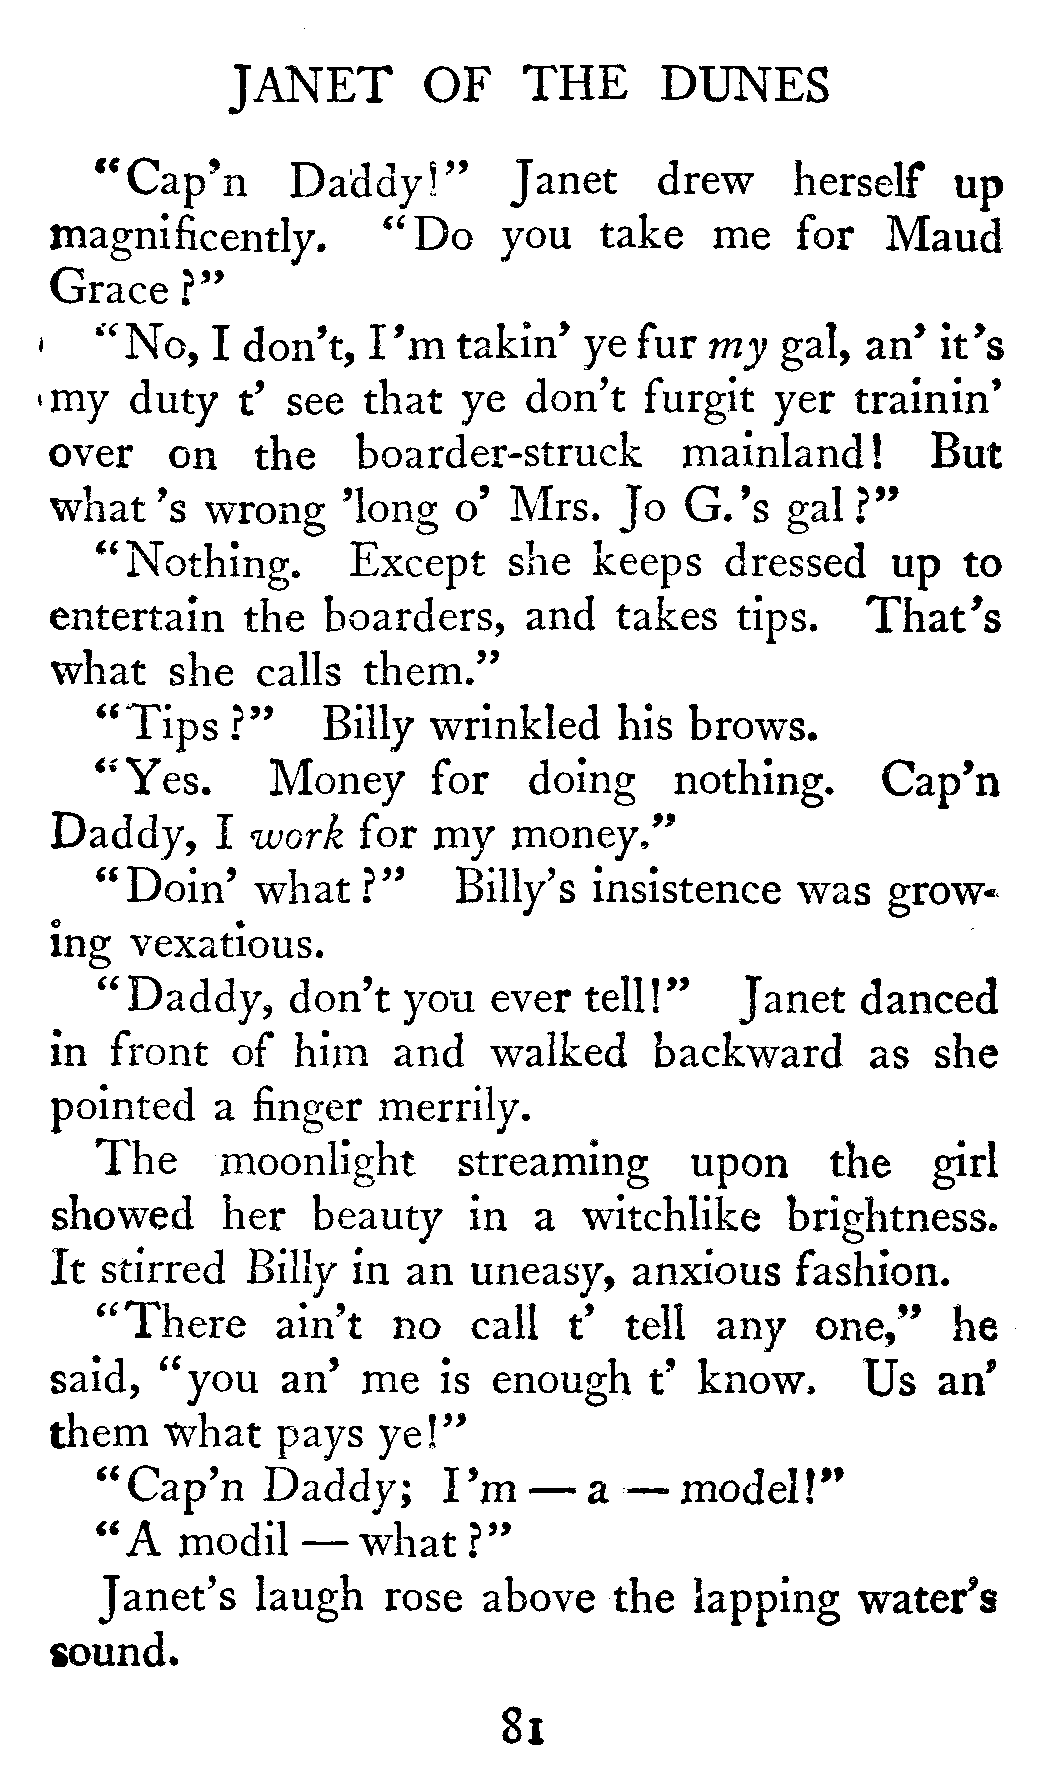 JANET OF THE DUNES
“Cap’n Daddy!” Janet drew herself up
magnificently. “Do you take me for Maud
Grace?”
“No, I don’t, I’m takin’ ye fur my gal, an’ it’s
my duty t’ see that ye don’t furgit yer trainin’
over on the boarder-struck mainland! But
what’s wrong ’long o’ Mrs. Jo G.’s gal?”
“Nothing. Except she keeps dressed up to
entertain the boarders, and takes tips. That’s
what she calls them.”
“Tips?” Billy wrinkled his brows.
“Yes. Money for doing nothing. Cap’n
Daddy, I work for my money.”
“Doin’ what?” Billy’s insistence was grow-
ing vexatious.
“Daddy, don’t you ever tell!” Janet danced
in front of him and walked backward as she
pointed a finger merrily.
The moonlight streaming upon the girl
showed her beauty in a witchlike brightness.
It stirred Billy in an uneasy, anxious fashion.
“There ain’t no call t’ tell any one,” he
said, “you an’ me is enough t’ know. Us an’
them what pays ye!”
“Cap’n Daddy; I’m — a — model!”
“A modil — what?”
Janet’s laugh rose above the lapping water’s
sound.
81